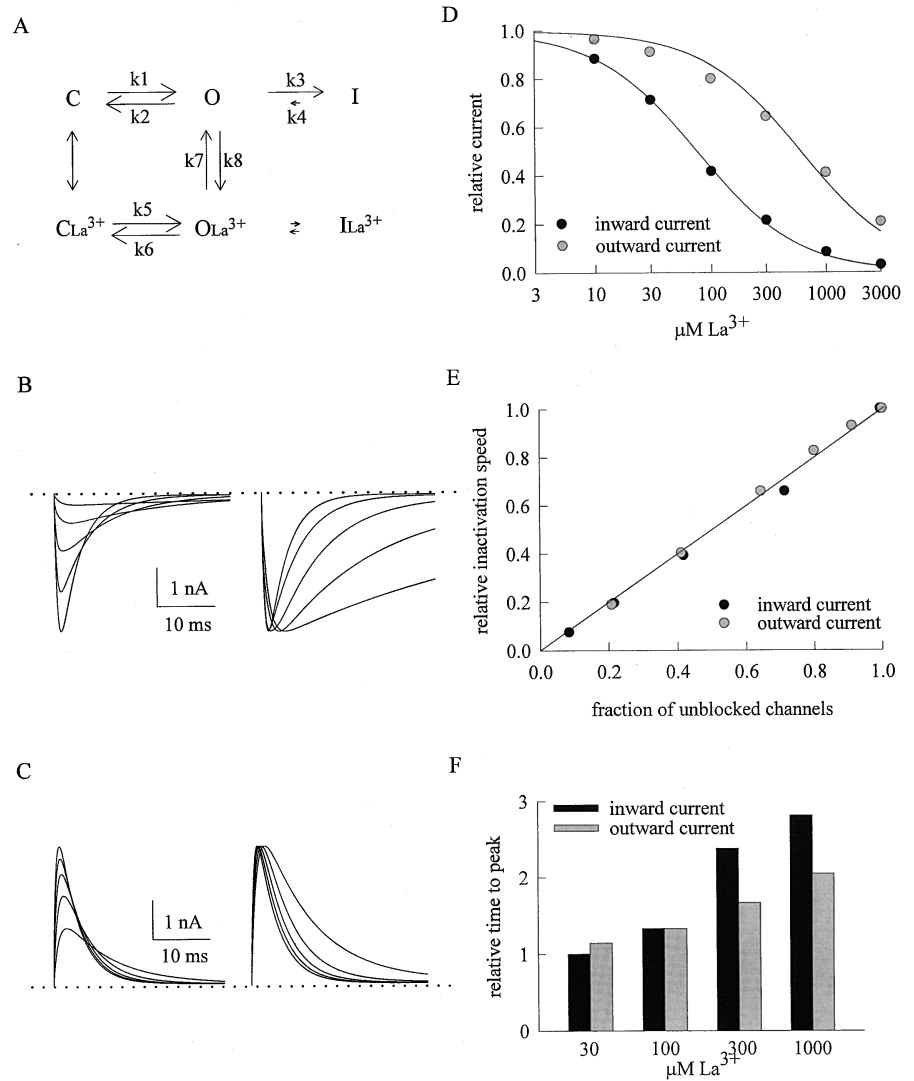 A
C
k1
k2
O
k3
k4
I
k7
k8
CLa3+
k5
k6
OLa3+
ILa3+
B
1 nA
10 ms
C
1 nA
10 ms
D
relative current
1.0
0.8
0.6
0.4
0.2
0.0
inward current
outward current
3 10 30 100 300 1000 3000
µM La3+
E
relative inactivation speed
1.0
0.8
0.6
0.4
0.2
0.0
inward current
outward current
0.0 0.2 0.4 0.6 0.8 1.0
fraction of unblocked channels
F
relative time to peak
3
2
1
0
inward current
outward current
30 100 300 1000
µM La3+